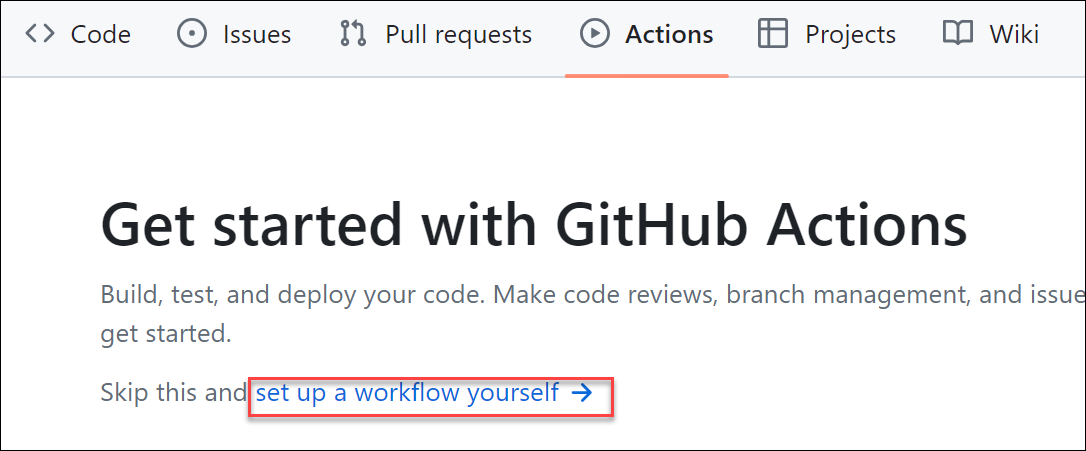 Code Issues Pull requests Actions Projects Wiki
Get started with GitHub Actions
Build, test, and deploy your code. Make code reviews, branch management, and issue
get started.
Skip this and set up a workflow yourself →